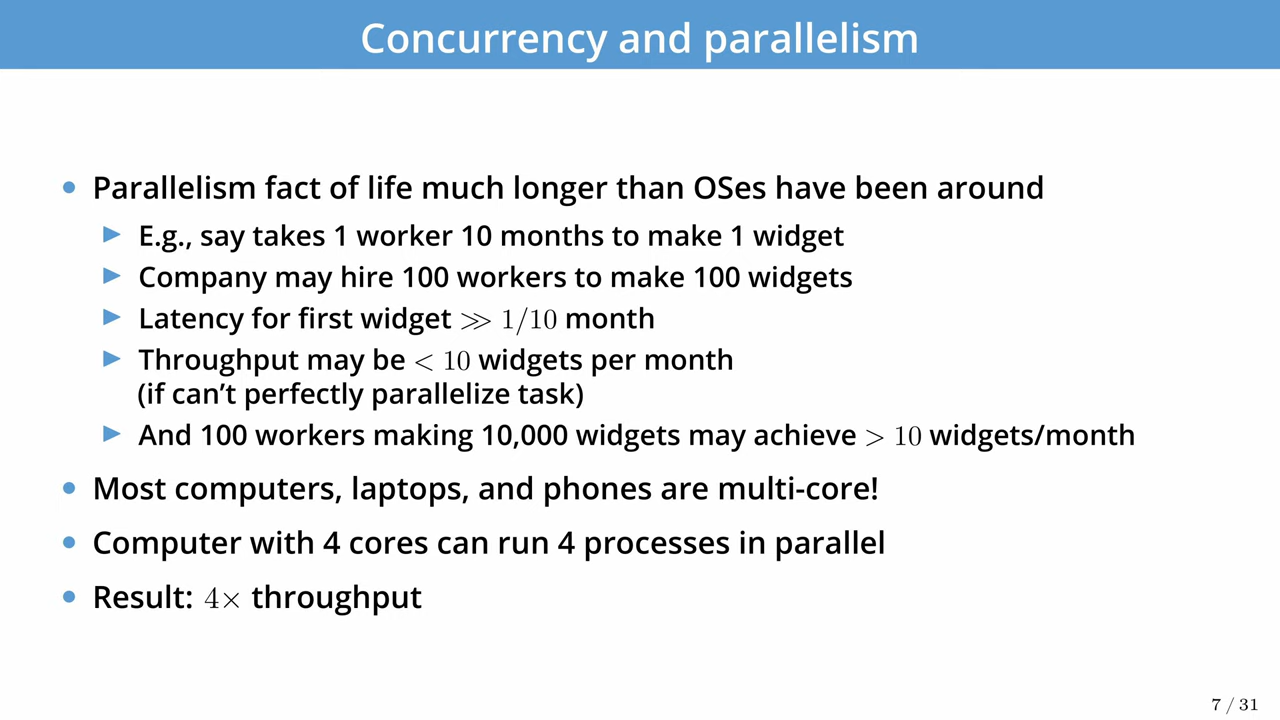 Concurrency and parallelism
• Parallelism fact of life much longer than OSes have been around
▶ E.g., say takes 1 worker 10 months to make 1 widget
▶ Company may hire 100 workers to make 100 widgets
▶ Latency for first widget ≫ 1/10 month
▶ Throughput may be < 10 widgets per month
(if can't perfectly parallelize task)
▶ And 100 workers making 10,000 widgets may achieve > 10 widgets/month
• Most computers, laptops, and phones are multi-core!
• Computer with 4 cores can run 4 processes in parallel
• Result: 4× throughput
7 / 31